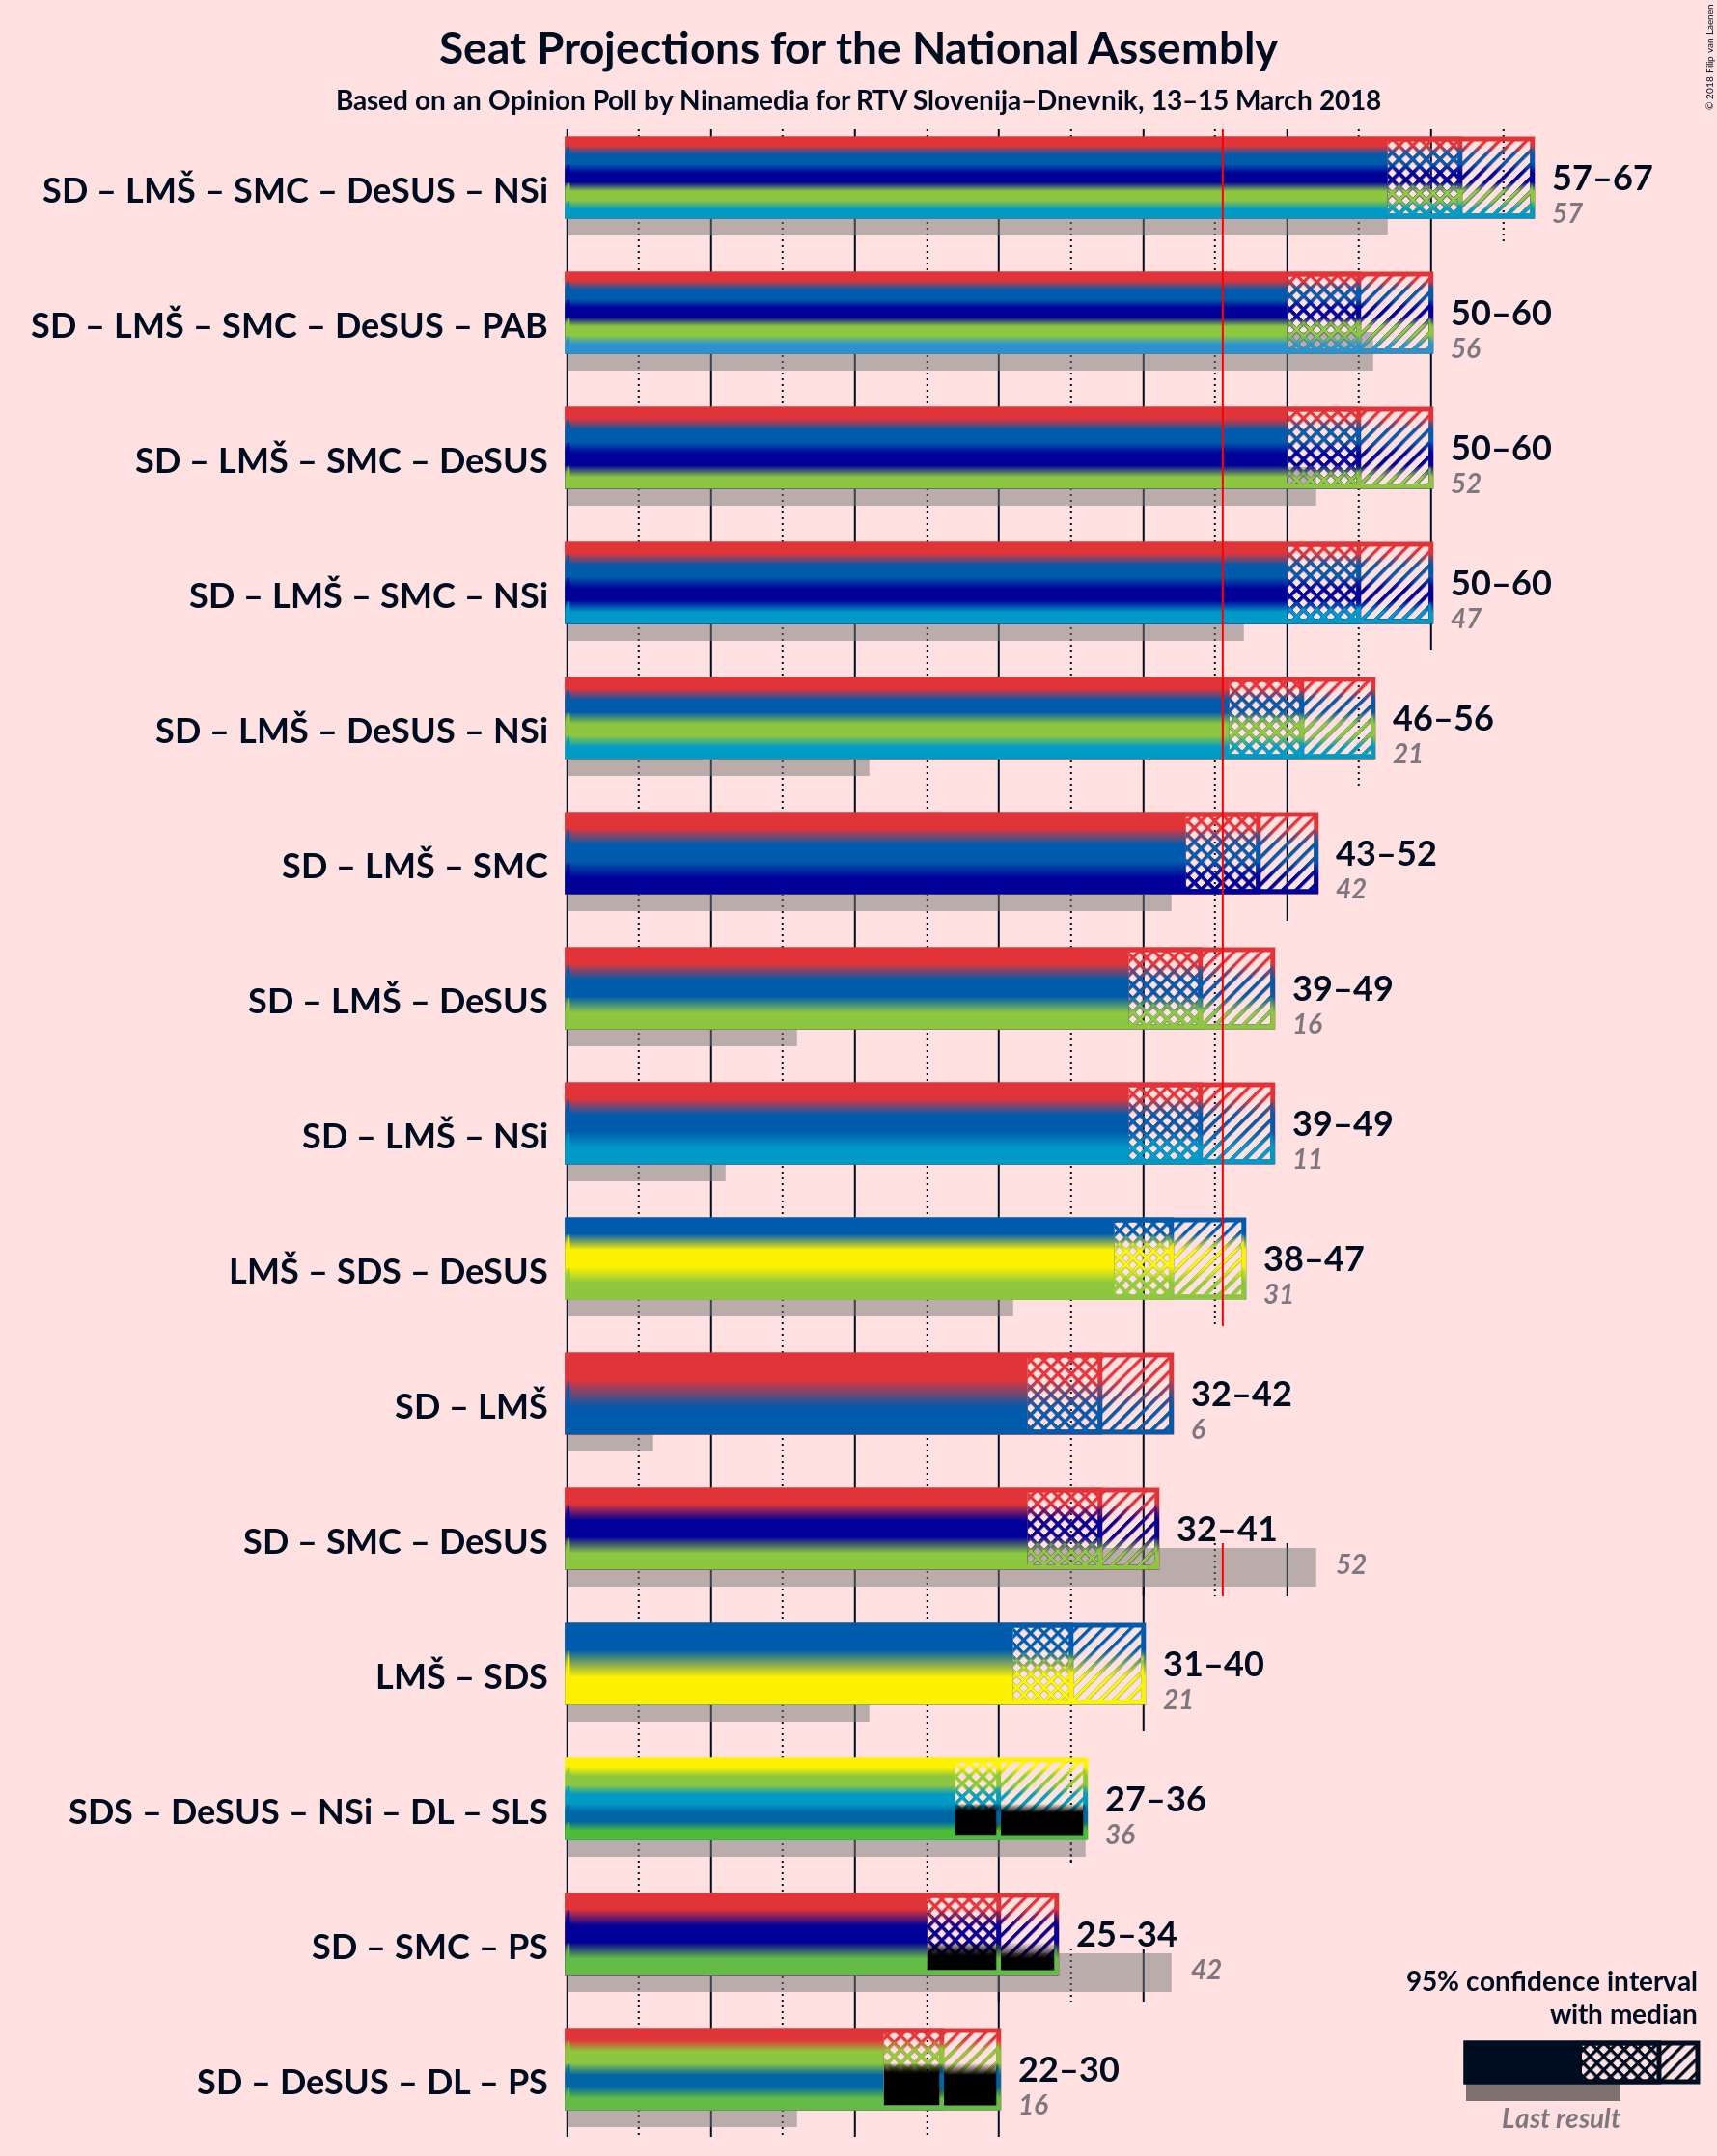 Seat Projections for the National Assembly
Based on an Opinion Poll by Ninamedia for RTV Slovenija–Dnevnik, 13–15 March 2018
© 2018 Filip van Laenen
SD – LMŠ – SMC – DeSUS – NSi
57–67
57
SD – LMŠ – SMC – DeSUS – PAB
50–60
56
SD – LMŠ – SMC – DeSUS
50–60
52
SD – LMŠ – SMC – NSi
50–60
47
SD – LMŠ – DeSUS – NSi
46–56
21
SD – LMŠ – SMC
43–52
42
SD – LMŠ – DeSUS
39–49
16
SD – LMŠ – NSi
39–49
11
LMŠ – SDS – DeSUS
38–47
31
SD – LMŠ
32–42
6
SD – SMC – DeSUS
32–41
52
LMŠ – SDS
31–40
21
SDS – DeSUS – NSi – DL – SLS
27–36
36
SD – SMC – PS
25–34
42
SD – DeSUS – DL – PS
22–30
16
95% confidence interval
with median
Last result